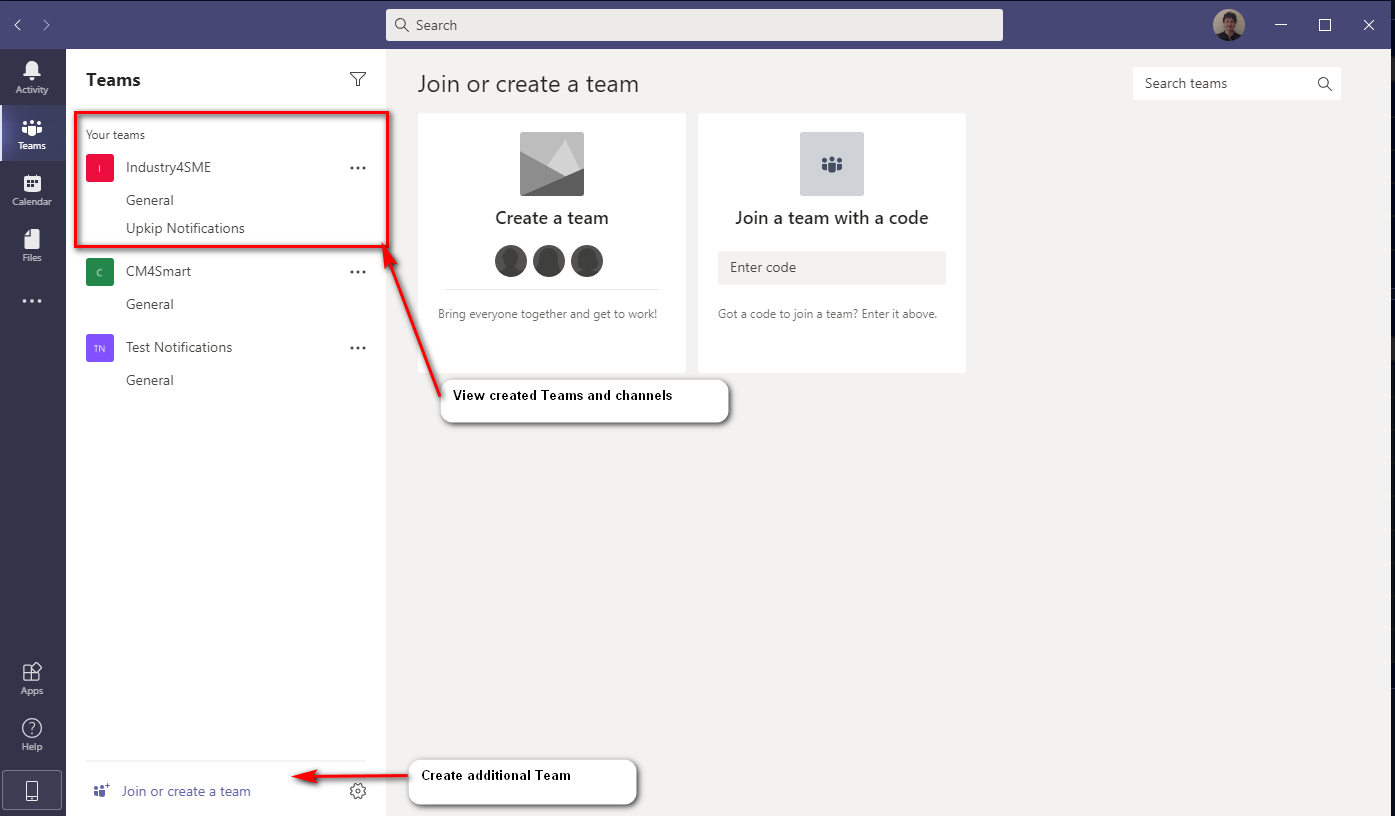 Search
Activity
Teams
Calendar
Files
Apps
Help
Teams
Your teams
I
Industry4SME
General
Upkip Notifications
C
CM4Smart
General
TN
Test Notifications
General
Join or create a team
Join or create a team
Search teams
Create a team
Bring everyone together and get to work!
Join a team with a code
Enter code
Got a code to join a team? Enter it above.
View created Teams and channels
Create additional Team